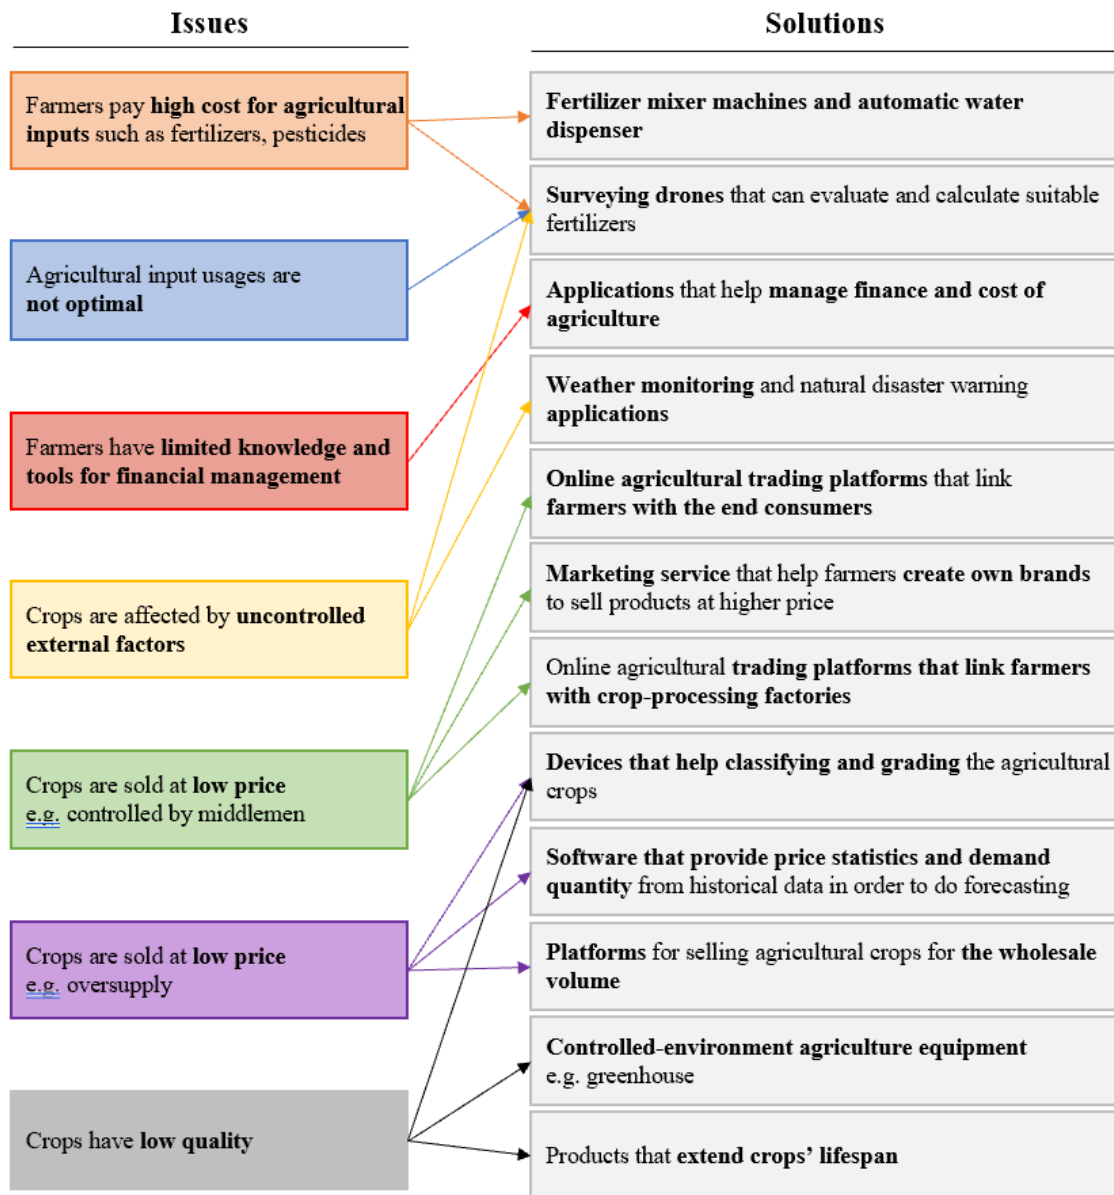 Issues
Farmers pay high cost for agricultural
inputs such as fertilizers, pesticides
Agricultural input usages are
not optimal
Farmers have limited knowledge and
tools for financial management
Crops are affected by uncontrolled
external factors
Crops are sold at low price
e.g. controlled by middlemen
Crops are sold at low price
e.g. oversupply
Crops have low quality
Solutions
Fertilizer mixer machines and automatic water
dispenser
Surveying drones that can evaluate and calculate suitable
fertilizers
Applications that help manage finance and cost of
agriculture
Weather monitoring and natural disaster warning
applications
Online agricultural trading platforms that link
farmers with the end consumers
Marketing service that help farmers create own brands
to sell products at higher price
Online agricultural trading platforms that link farmers
with crop-processing factories
Devices that help classifying and grading the agricultural
crops
Software that provide price statistics and demand
quantity from historical data in order to do forecasting
Platforms for selling agricultural crops for the wholesale
volume
Controlled-environment agriculture equipment
e.g. greenhouse
Products that extend crops' lifespan